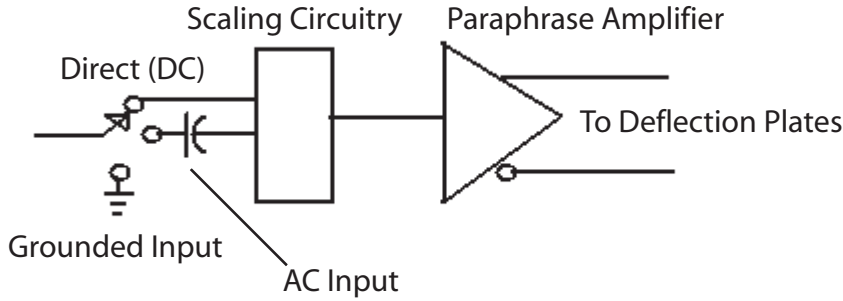 Scaling Circuitry
Paraphrase Amplifier
Direct (DC)
To Deflection Plates
Grounded Input
AC Input